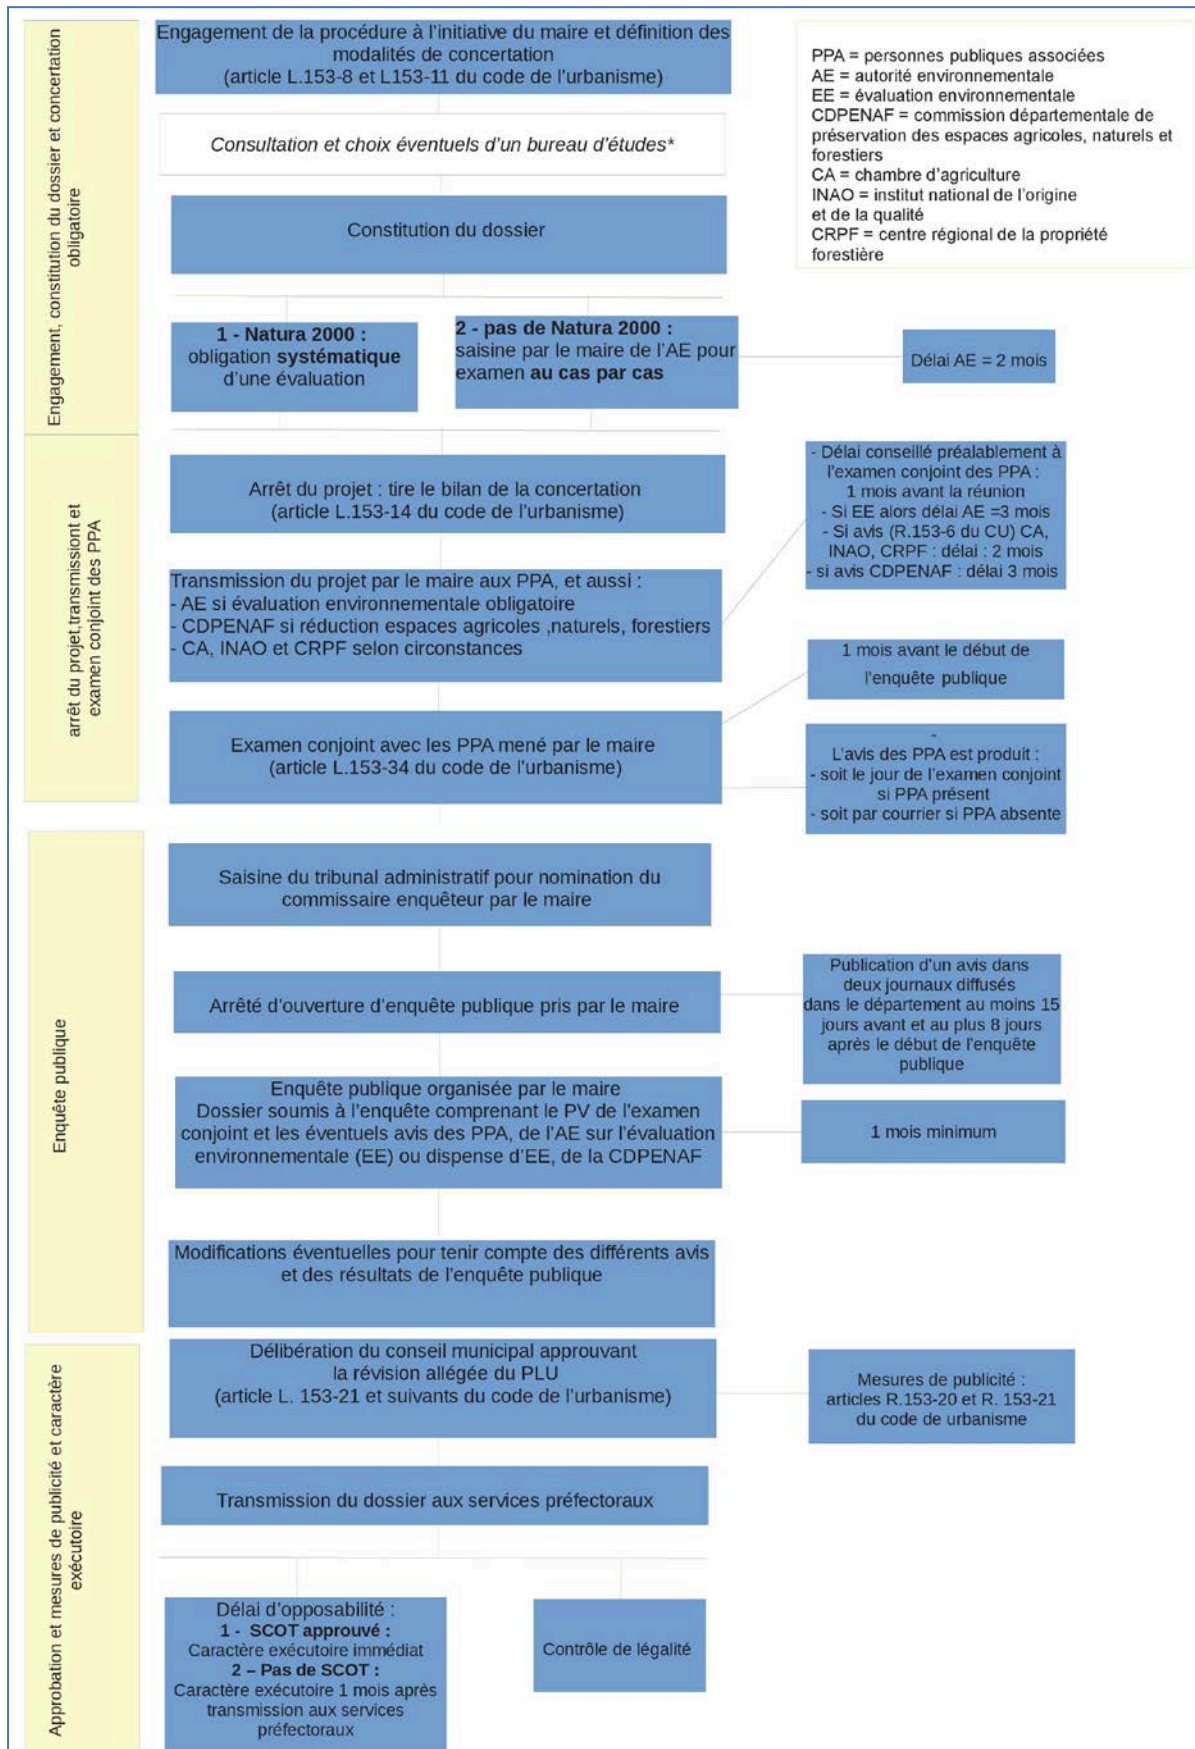 Engagement, constitution du dossier et concertation
obligatoire
Engagement de la procédure à l'initiative du maire et définition des
modalités de concertation
(article L.153-8 et L153-11 du code de l'urbanisme)
PPA = personnes publiques associées
AE = autorité environnementale
EE = évaluation environnementale
CDPENAF = commission départementale de
préservation des espaces agricoles, naturels et
forestiers
CA = chambre d'agriculture
INAO = institut national de l'origine
et de la qualité
CRPF = centre régional de la propriété
forestière
Consultation et choix éventuels d'un bureau d'études*
Constitution du dossier
1 - Natura 2000 :
obligation systématique
d'une évaluation
2 - pas de Natura 2000 :
saisine par le maire de l'AE pour
examen au cas par cas
Délai AE = 2 mois
arrêt du projet,transmissiont et
examen conjoint des PPA
Arrêt du projet : tire le bilan de la concertation
(article L.153-14 du code de l'urbanisme)
- Délai conseillé préalablement à
l'examen conjoint des PPA :
1 mois avant la réunion
- Si EE alors délai AE =3 mois
- Si avis (R.153-6 du CU) CA,
INAO, CRPF : délai : 2 mois
- si avis CDPENAF : délai 3 mois
Transmission du projet par le maire aux PPA, et aussi :
- AE si évaluation environnementale obligatoire
- CDPENAF si réduction espaces agricoles ,naturels, forestiers
- CA, INAO et CRPF selon circonstances
1 mois avant le début de
l'enquête publique
Examen conjoint avec les PPA mené par le maire
(article L.153-34 du code de l'urbanisme)
-
L'avis des PPA est produit :
- soit le jour de l'examen conjoint
si PPA présent
- soit par courrier si PPA absente
Enquête publique
Saisine du tribunal administratif pour nomination du
commissaire enquêteur par le maire
Arrêté d'ouverture d'enquête publique pris par le maire
Publication d'un avis dans
deux journaux diffusés
dans le département au moins 15
jours avant et au plus 8 jours
après le début de l'enquête
publique
Enquête publique organisée par le maire
Dossier soumis à l'enquête comprenant le PV de l'examen
conjoint et les éventuels avis des PPA, de l'AE sur l'évaluation
environnementale (EE) ou dispense d'EE, de la CDPENAF
1 mois minimum
Modifications éventuelles pour tenir compte des différents avis
et des résultats de l'enquête publique
Approbation et mesures de publicité et caractère
exécutoire
Délibération du conseil municipal approuvant
la révision allégée du PLU
(article L. 153-21 et suivants du code de l'urbanisme)
Mesures de publicité :
articles R.153-20 et R. 153-21
du code de urbanisme
Transmission du dossier aux services préfectoraux
Délai d'opposabilité :
1 - SCOT approuvé :
Caractère exécutoire immédiat
2 – Pas de SCOT :
Caractère exécutoire 1 mois après
transmission aux services
préfectoraux
Contrôle de légalité